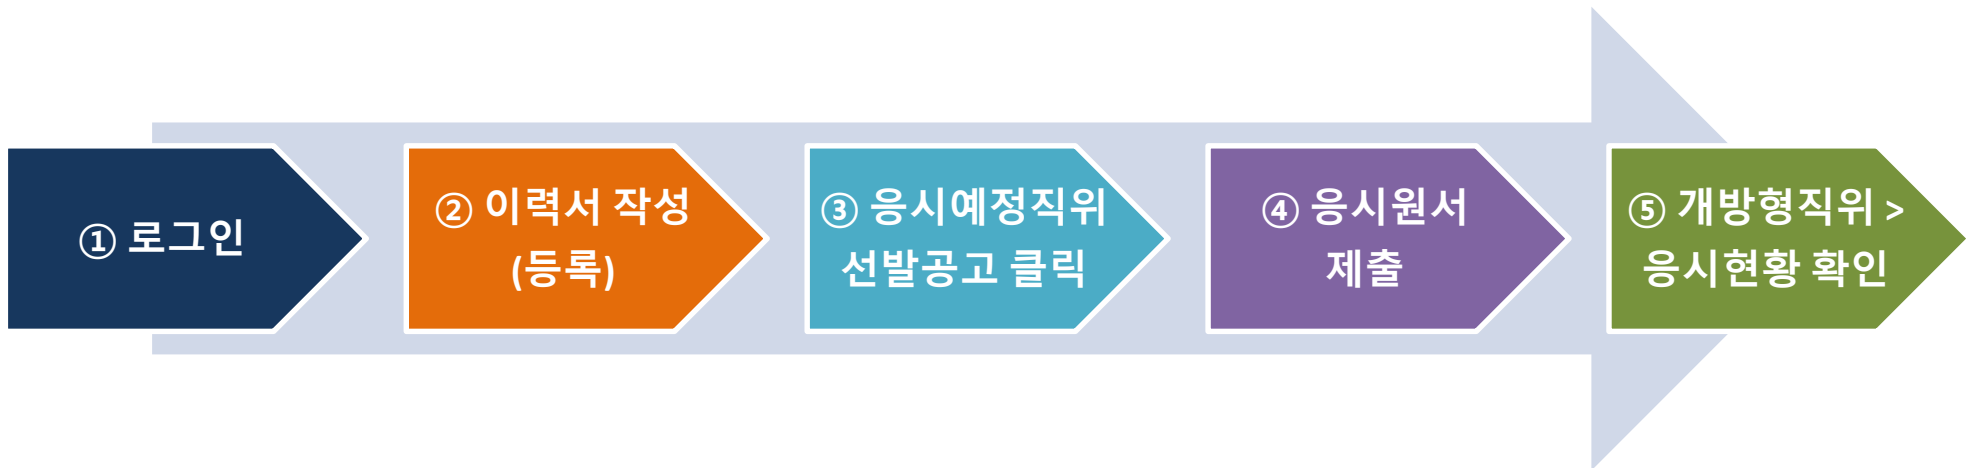 ① 로그인
② 이력서 작성
(등록)
③ 응시예정직위
선발공고 클릭
④ 응시원서
제출
⑤ 개방형직위 >
응시현황 확인